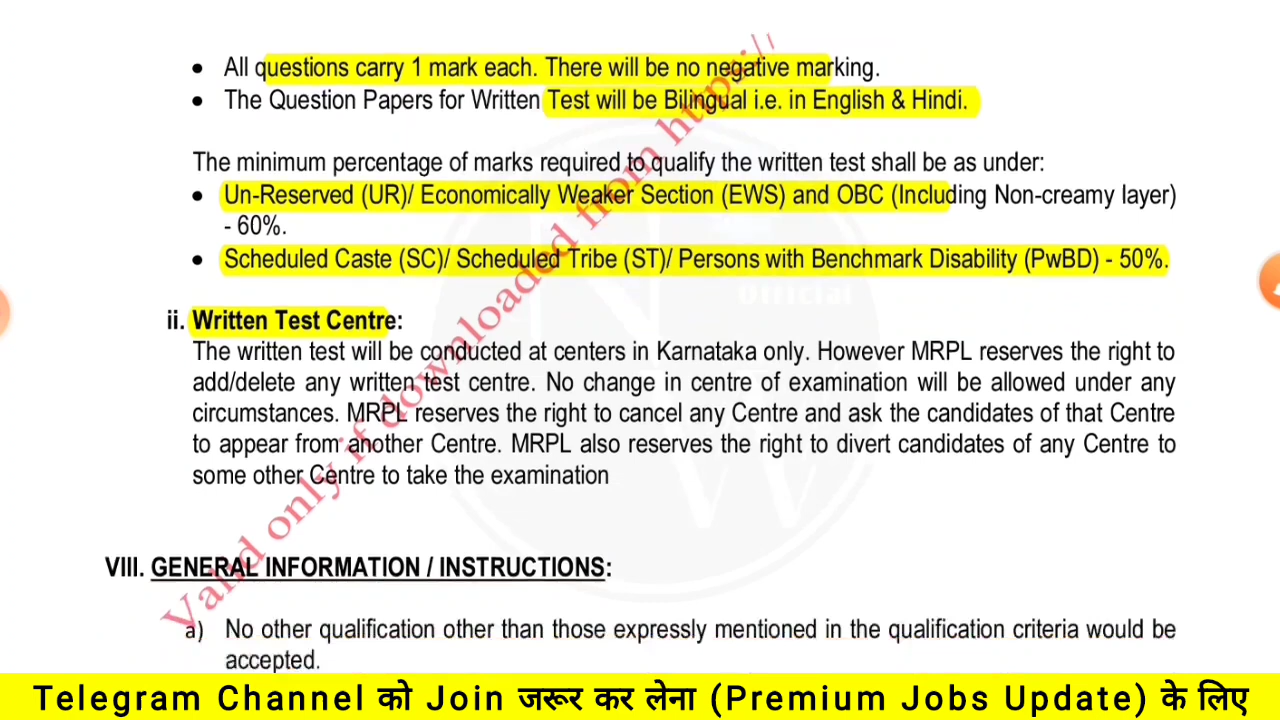 • All questions carry 1 mark each. There will be no negative marking.
• The Question Papers for Written Test will be Bilingual i.e. in English & Hindi.
The minimum percentage of marks required to qualify the written test shall be as under:
• Un-Reserved (UR)/ Economically Weaker Section (EWS) and OBC (Including Non-creamy layer)
- 60%.
• Scheduled Caste (SC)/ Scheduled Tribe (ST)/ Persons with Benchmark Disability (PwBD) - 50%.
Official
ii. Written Test Centre:
The written test will be conducted at centers in Karnataka only. However MRPL reserves the right to
add/delete any written test centre. No change in centre of examination will be allowed under any
circumstances. MRPL reserves the right to cancel any Centre and ask the candidates of that Centre
to appear from another Centre. MRPL also reserves the right to divert candidates of any Centre to
some other Centre to take the examination
Valid only if downloaded from https://
VIII. GENERAL INFORMATION / INSTRUCTIONS:
a) No other qualification other than those expressly mentioned in the qualification criteria would be
accepted.
Telegram Channel को Join जरूर कर लेना (Premium Jobs Update) के लिए